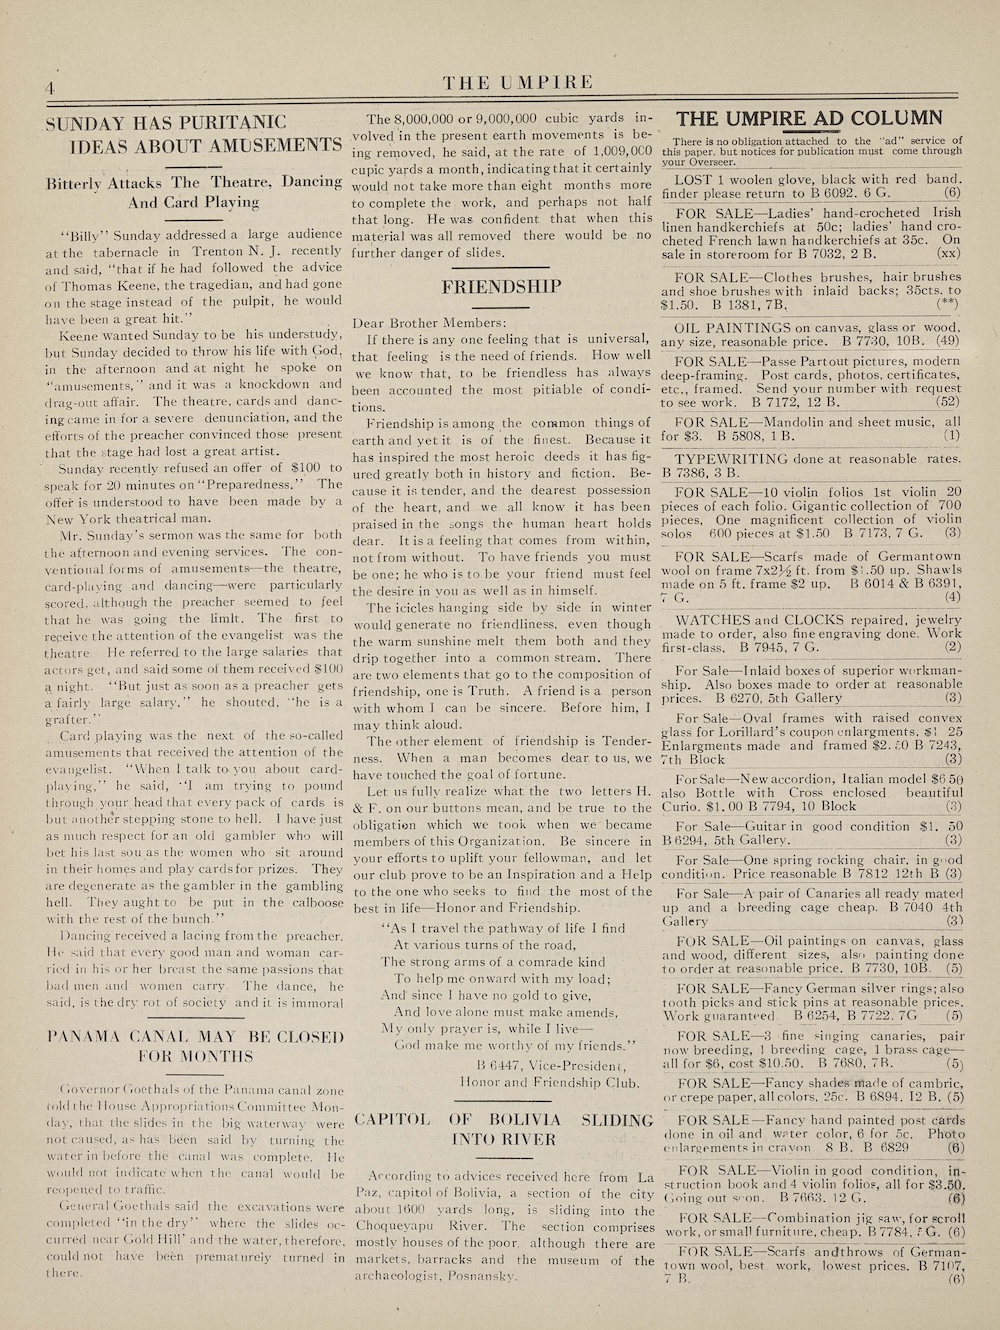 4
THE UMPIRE
SUNDAY HAS PURITANIC
IDEAS ABOUT AMUSEMENTS
Bitterly Attacks The Theatre, Dancing
And Card Playing
"Billy" Sunday addressed a large audience
at the tabernacle in Trenton N. J. recently
and said, "that if he had followed the advice
of Thomas Keene, the tragedian, and had gone
on the stage instead of the pulpit, he would
have been a great hit."
Keene wanted Sunday to be his understudy,
but Sunday decided to throw his life with God,
in the afternoon and at night he spoke on
"amusements," and it was a knockdown and
drag-out affair. The theatre, cards and danc-
ing came in for a severe denunciation, and the
efforts of the preacher convinced those present
that the stage had lost a great artist.
Sunday recently refused an offer of $100 to
speak for 20 minutes on "Preparedness." The
offer is understood to have been made by a
New York theatrical man.
Mr. Sunday's sermon was the same for both
the afternoon and evening services. The con-
ventional forms of amusements—the theatre,
card-playing and dancing—were particularly
scored, although the preacher seemed to feel
that he was going the limit. The first to
receive the attention of the evangelist was the
theatre He referred to the large salaries that
actors get, and said some of them received $100
a night. "But just as soon as a preacher gets
a fairly large salary," he shouted, "he is a
grafter."
Card playing was the next of the so-called
amusements that received the attention of the
evangelist. "When I talk to you about card-
playing," he said, "I am trying to pound
through your head that every pack of cards is
but another stepping stone to hell. I have just
as much respect for an old gambler who will
bet his last sou as the women who sit around
in their homes and play cards for prizes. They
are degenerate as the gambler in the gambling
hell. They aught to be put in the calboose
with the rest of the bunch."
Dancing received a lacing from the preacher.
He said that every good man and woman car-
ried in his or her breast the same passions that
bad men and women carry. The dance, he
said, is the dry rot of society and it is immoral
PANAMA CANAL MAY BE CLOSED
FOR MONTHS
Governor Goethals of the Panama canal zone
told the House Appropriations Committee Mon-
day, that the slides in the big waterway were
not caused, as has been said by turning the
water in before the canal was complete. He
would not indicate when the canal would be
reopened to traffic.
General Goethals said the excavations were
completed "in the dry" where the slides oc-
curred near Gold Hill' and the water, therefore,
could not have been prematurely turned in
there.
The 8,000,000 or 9,000,000 cubic yards in-
volved in the present earth movements is be-
ing removed, he said, at the rate of 1,009,000
cupic yards a month, indicating that it certainly
would not take more than eight months more
to complete the work, and perhaps not half
that long. He was confident that when this
material was all removed there would be no
further danger of slides.
FRIENDSHIP
Dear Brother Members:
If there is any one feeling that is universal,
that feeling is the need of friends. How well
we know that, to be friendless has always
been accounted the most pitiable of condi-
tions.
Friendship is among the common things of
earth and yet it is of the finest. Because it
has inspired the most heroic deeds it has fig-
ured greatly both in history and fiction. Be-
cause it is tender, and the dearest possession
of the heart, and we all know it has been
praised in the songs the human heart holds
dear. It is a feeling that comes from within,
not from without. To have friends you must
be one; he who is to be your friend must feel
the desire in you as well as in himself.
The icicles hanging side by side in winter
would generate no friendliness, even though
the warm sunshine melt them both and they
drip together into a common stream. There
are two elements that go to the composition of
friendship, one is Truth. A friend is a person
with whom I can be sincere. Before him, I
may think aloud.
The other element of friendship is Tender-
ness. When a man becomes dear to us, we
have touched the goal of fortune.
Let us fully realize what the two letters H.
& F. on our buttons mean, and be true to the
obligation which we took when we became
members of this Organization. Be sincere in
your efforts to uplift your fellowman, and let
our club prove to be an Inspiration and a Help
to the one who seeks to find the most of the
best in life—Honor and Friendship.
"As I travel the pathway of life I find
At various turns of the road,
The strong arms of a comrade kind
To help me onward with my load;
And since I have no gold to give,
And love alone must make amends,
My only prayer is, while I live—
God make me worthy of my friends."
B 6447, Vice-President,
Honor and Friendship Club.
CAPITOL OF BOLIVIA SLIDING
INTO RIVER
According to advices received here from La
Paz, capitol of Bolivia, a section of the city
about 1600 yards long, is sliding into the
Choqueyapu River. The section comprises
mostly houses of the poor, although there are
markets, barracks and the museum of the
archaeologist, Posnansky.
THE UMPIRE AD COLUMN
There is no obligation attached to the "ad" service of
this paper, but notices for publication must come through
your Overseer.
LOST 1 woolen glove, black with red band.
finder please return to B 6092. 6 G. (6)
FOR SALE—Ladies' hand-crocheted Irish
linen handkerchiefs at 50c; ladies' hand cro-
cheted French lawn handkerchiefs at 35c. On
sale in storeroom for B 7032, 2 B. (xx)
FOR SALE—Clothes brushes, hair brushes
and shoe brushes with inlaid backs; 35cts. to
$1.50. B 1381, 7B. (**)
OIL PAINTINGS on canvas, glass or wood,
any size, reasonable price. B 7730, 10B. (49)
FOR SALE—Passe Partout pictures, modern
deep-framing. Post cards, photos, certificates,
etc., framed. Send your number with request
to see work. B 7172, 12 B. (52)
FOR SALE—Mandolin and sheet music, all
for $3. B 5808, 1 B. (1)
TYPEWRITING done at reasonable rates.
B 7386, 3 B.
FOR SALE—10 violin folios 1st violin 20
pieces of each folio. Gigantic collection of 700
pieces, One magnificent collection of violin
solos 600 pieces at $1.50 B 7173, 7 G. (3)
FOR SALE—Scarfs made of Germantown
wool on frame 7x2½ ft. from $1.50 up. Shawls
made on 5 ft. frame $2 up. B 6014 & B 6391,
7 G. (4)
WATCHES and CLOCKS repaired, jewelry
made to order, also fine engraving done. Work
first-class. B 7945, 7 G. (2)
For Sale—Inlaid boxes of superior workman-
ship. Also boxes made to order at reasonable
prices. B 6270, 5th Gallery (3)
For Sale—Oval frames with raised convex
glass for Lorillard's coupon enlargments, $1 25
Enlargments made and framed $2.50 B 7243,
7th Block (3)
For Sale—New accordion, Italian model $6 50
also Bottle with Cross enclosed beautiful
Curio. $1.00 B 7794, 10 Block (3)
For Sale—Guitar in good condition $1. 50
B 6294, 5th Gallery. (3)
For Sale—One spring rocking chair, in good
condition. Price reasonable B 7812 12th B (3)
For Sale—A pair of Canaries all ready mated
up and a breeding cage cheap. B 7040 4th
Gallery (3)
FOR SALE—Oil paintings on canvas, glass
and wood, different sizes, also painting done
to order at reasonable price. B 7730, 10B. (5)
FOR SALE—Fancy German silver rings; also
tooth picks and stick pins at reasonable prices.
Work guaranteed. B 6254, B 7722. 7G (5)
FOR SALE—3 fine singing canaries, pair
now breeding, 1 breeding cage, 1 brass cage—
all for $6, cost $10.50. B 7680, 7B. (5)
FOR SALE—Fancy shades made of cambric,
or crepe paper, all colors, 25c. B 6894. 12 B. (5)
FOR SALE—Fancy hand painted post cards
done in oil and water color, 6 for 5c. Photo
enlargements in crayon 8 B. B 6829 (6)
FOR SALE—Violin in good condition, in-
struction book and 4 violin folios, all for $3.50.
Going out soon. B 7663. 12 G. (6)
FOR SALE—Combination jig saw, for scroll
work, or small furniture, cheap. B 7784, G. (6)
FOR SALE—Scarfs and throws of German-
town wool, best work, lowest prices. B 7107,
7 B. (6)